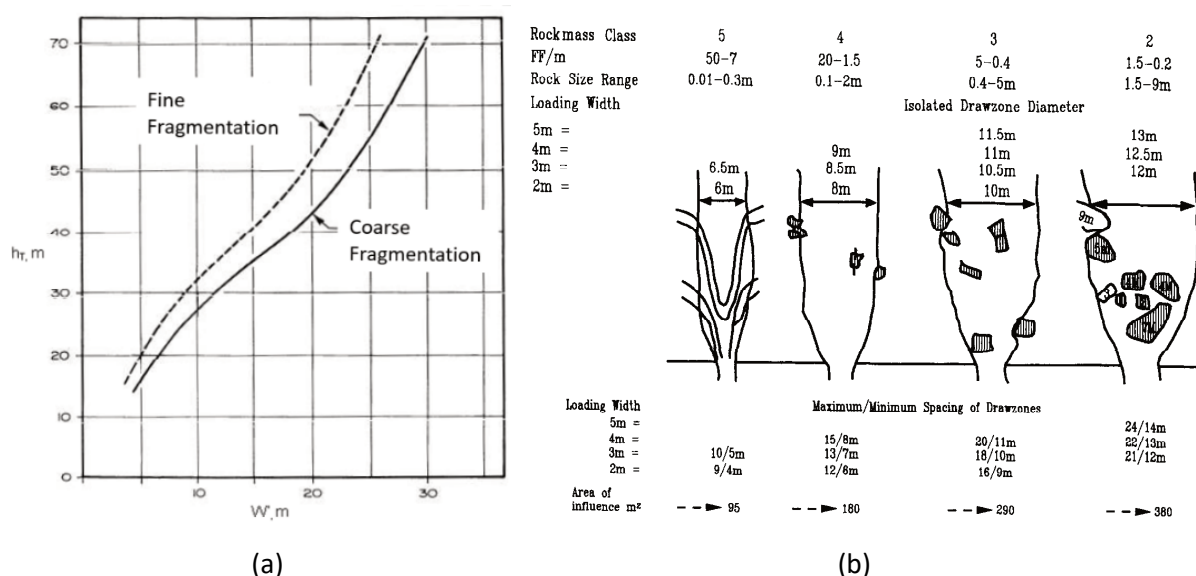 70
60
50
40
30
20
10
0
h_T, m
Fine
Fragmentation
Coarse
Fragmentation
10 20 30
W', m
(a)
Rockmass Class 5 4 3 2
FF/m 50-7 20-1.5 5-0.4 1.5-0.2
Rock Size Range 0.01-0.3m 0.1-2m 0.4-5m 1.5-9m
Loading Width Isolated Drawzone Diameter
5m = 11.5m 13m
4m = 9m 11m 12.5m
3m = 6.5m 8.5m 10.5m 12m
2m = 6m 8m 10m
9m
Loading Width Maximum/Minimum Spacing of Drawzones
5m = 24/14m
4m = 15/8m 20/11m 22/13m
3m = 10/5m 13/7m 18/10m 21/12m
2m = 9/4m 12/6m 16/9m
Area of
influence m² 95 180 290 380
(b)